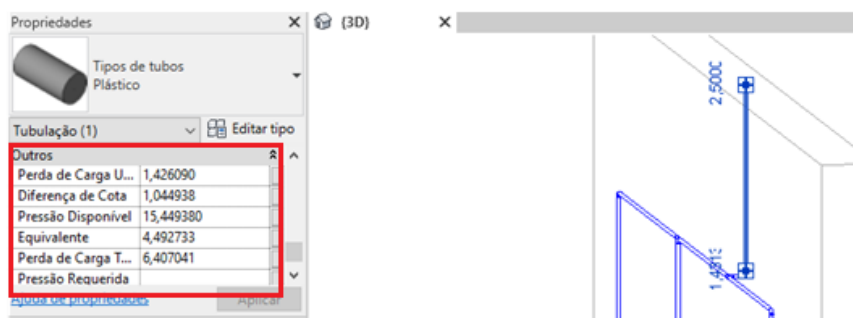 Propriedades
{3D}
Tipos de tubos
Plástico
Tubulação (1)
Editar tipo
Outros
Perda de Carga U... 1,426090
Diferença de Cota 1,044938
Pressão Disponível 15,449380
Equivalente 4,492733
Perda de Carga T... 6,407041
Pressão Requerida
Ajuda de propriedades
Aplicar
2,5000